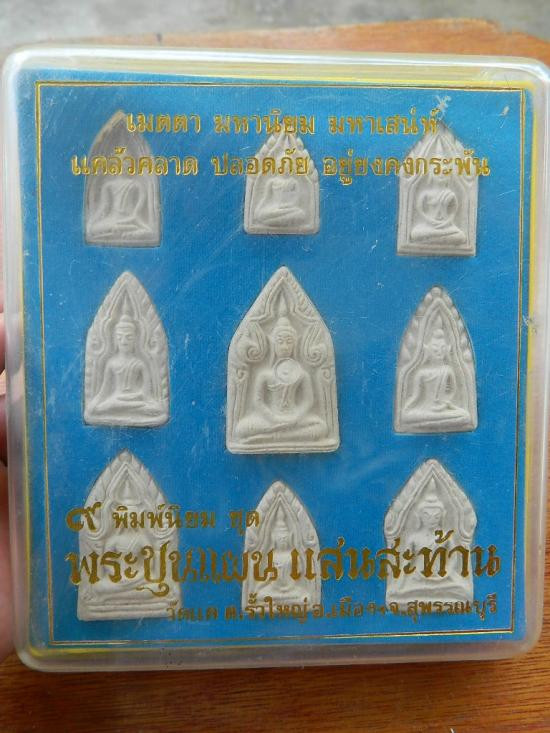 เมตตา มหานิยม มหาเสน่ห์
แคล้วคลาด ปลอดภัย อยู่ยงคงกระพัน
๙ พิมพ์นิยม ชุด
พระขุนแผน แสนสะท้าน
วัดแค ต.รั้วใหญ่ อ.เมือง จ.สุพรรณบุรี